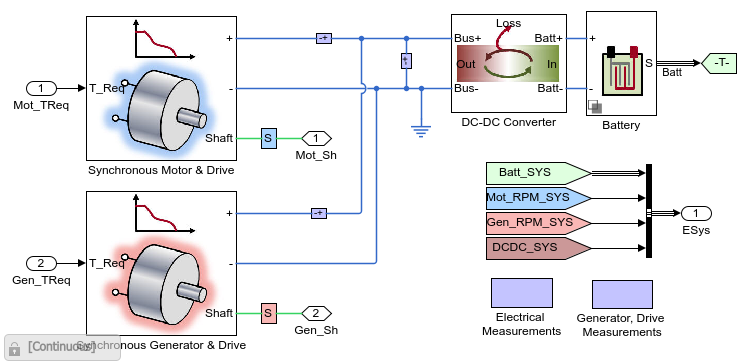 +
-+
Loss
Bus+
Batt+
+
+
Out
In
S
-T-
Batt
1
T_Req
Mot_TReq
-
Bus-
Batt-
-
DC-DC Converter
Battery
Shaft
S
1
Mot_Sh
Synchronous Motor & Drive
Batt_SYS
Mot_RPM_SYS
Gen_RPM_SYS
DCDC_SYS
1
ESys
+
-+
2
T_Req
Gen_TReq
-
Shaft
S
2
Gen_Sh
Electrical
Measurements
Generator, Drive
Measurements
[Continuous]
Synchronous Generator & Drive